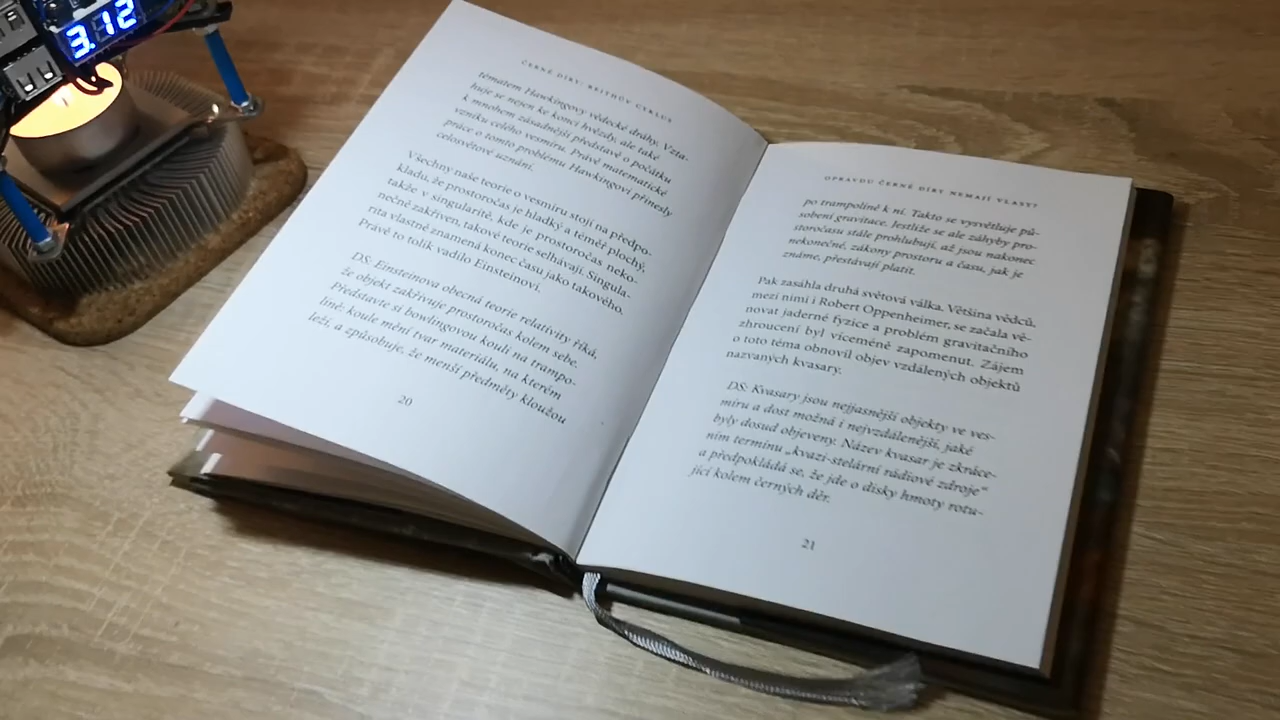 3.12
ČERNÉ DÍRY: REITHŮV CYKLUS
tématem Hawkingovy vědecké dráhy. Vzta-
huje se nejen ke konci hvězdy, ale také
k mnohem zásadnější představě o počátku
vzniku celého vesmíru. Právě matematické
práce o tomto problému Hawkingovi přinesly
celosvětové uznání.
Všechny naše teorie o vesmíru stojí na předpo-
kladu, že prostoročas je hladký a téměř plochý,
takže v singularitě, kde je prostoročas neko-
nečně zakřiven, takové teorie selhávají. Singula-
rita vlastně znamená konec času jako takového.
Právě to tolik vadilo Einsteinovi.
DS: Einsteinova obecná teorie relativity říká,
že objekt zakřivuje prostoročas kolem sebe.
Představte si bowlingovou kouli na trampo-
líně: koule mění tvar materiálu, na kterém
leží, a způsobuje, že menší předměty kloužou
20
OPRAVDU ČERNÉ DÍRY NEMAJÍ VLASY?
po trampolíně k ní. Takto se vysvětluje pů-
sobení gravitace. Jestliže se ale záhyby pro-
storočasu stále prohlubují, až jsou nakonec
nekonečné, zákony prostoru a času, jak je
známe, přestávají platit.
Pak zasáhla druhá světová válka. Většina vědců,
mezi nimi i Robert Oppenheimer, se začala vě-
novat jaderné fyzice a problém gravitačního
zhroucení byl víceméně zapomenut. Zájem
o toto téma obnovil objev vzdálených objektů
nazvaných kvasary.
DS: Kvasary jsou nejjasnější objekty ve ves-
míru a dost možná i nejvzdálenější, jaké
byly dosud objeveny. Název kvasar je zkráce-
ním termínu „kvazi-stelární rádiové zdroje“
a předpokládá se, že jde o disky hmoty rotu-
jící kolem černých děr.
21